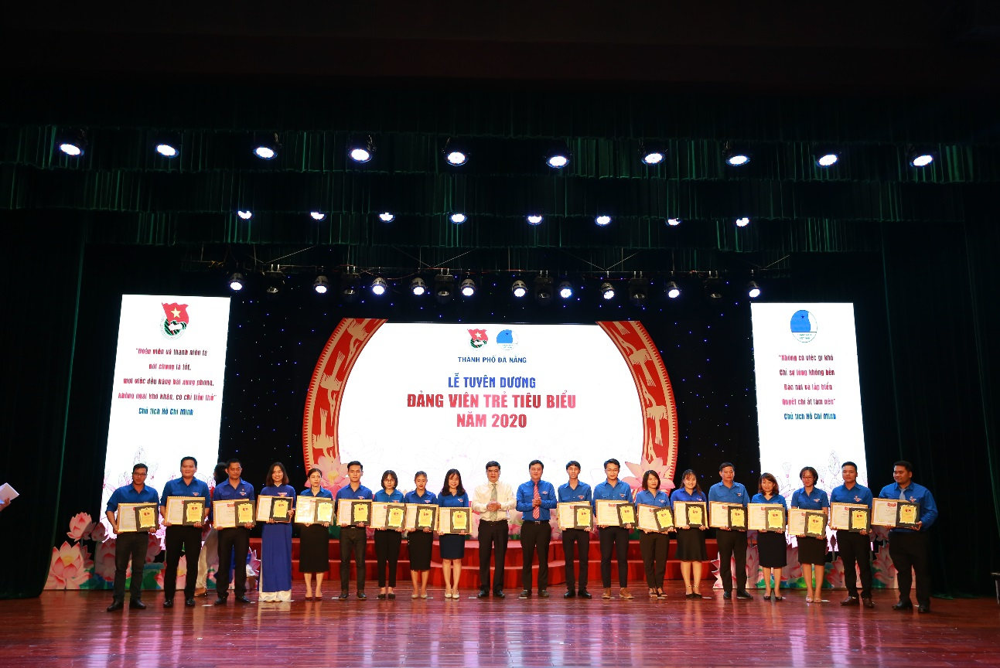 "Đoàn viên và thanh niên ta
nói chung là tốt,
mọi việc đều hăng hái xung phong,
không ngại khó khăn, có chí tiến thủ"
Chủ tịch Hồ Chí Minh
THÀNH PHỐ ĐÀ NẴNG
LỄ TUYÊN DƯƠNG
ĐẢNG VIÊN TRẺ TIÊU BIỂU
NĂM 2020
"Không có việc gì khó
Chỉ sợ lòng không bền
Đào núi và lấp biển
Quyết chí ắt làm nên"
Chủ tịch Hồ Chí Minh